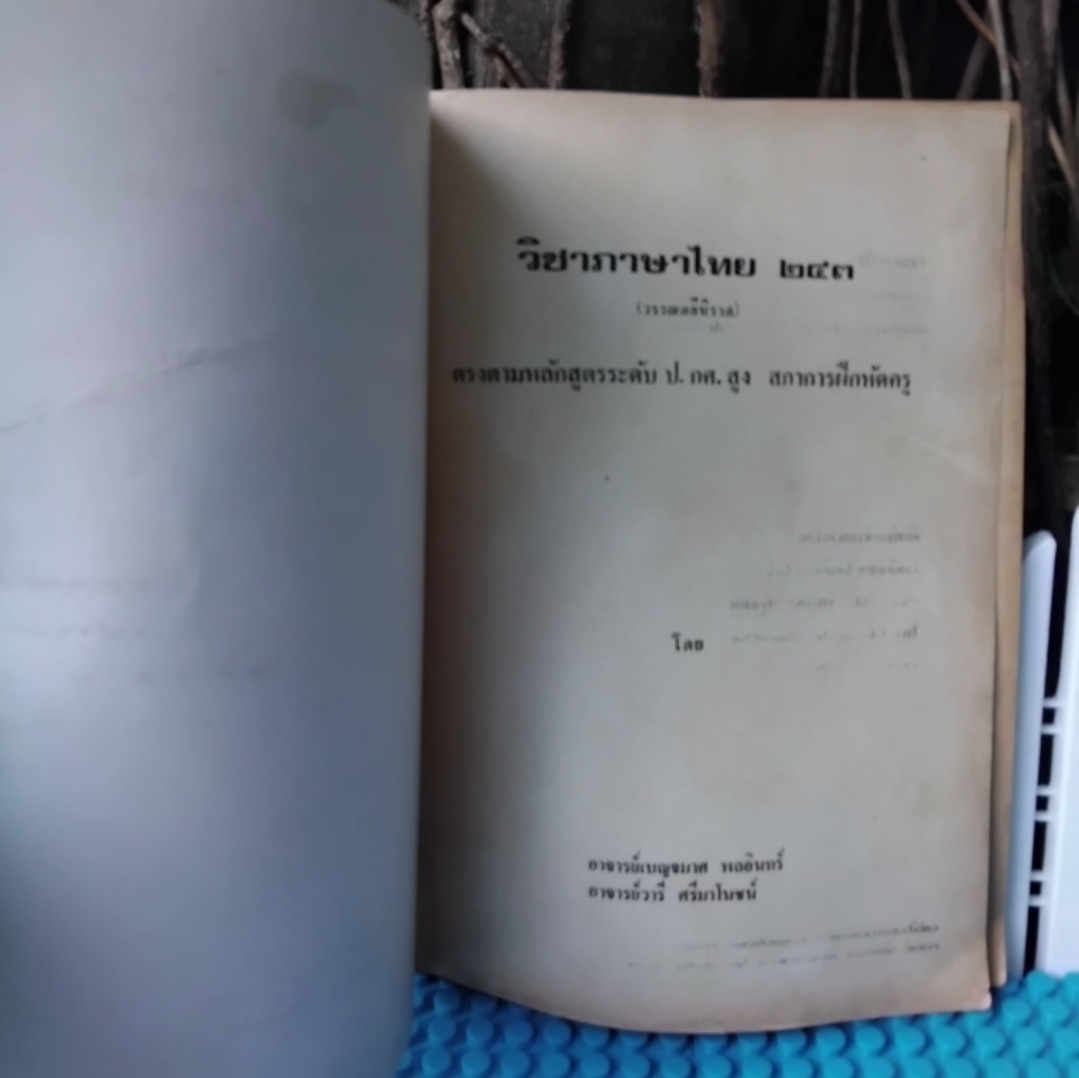 วิชาภาษาไทย ๒๔๓
(วรรณคดีนิราศ)
ตรงตามหลักสูตรระดับ ป. กศ. สูง สภาการฝึกหัดครู
โดย
อาจารย์เบญจมาศ พลอินทร์
อาจารย์วารี ศรีมาโนชน์